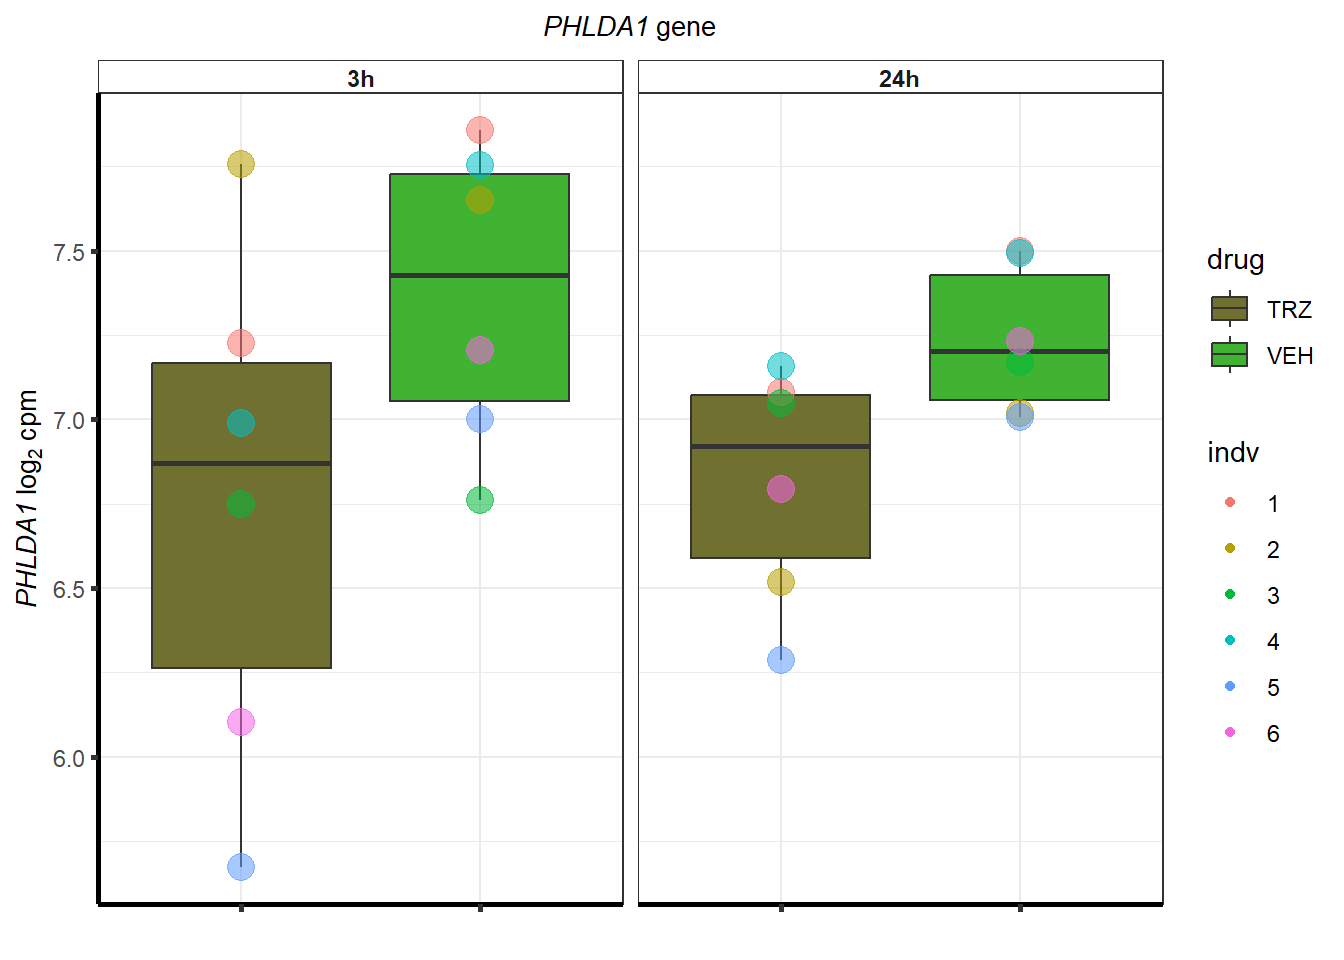 PHLDA1 gene
3h
24h
7.5
7.0
6.5
6.0
PHLDA1 log₂ cpm
drug
TRZ
VEH
indv
1
2
3
4
5
6